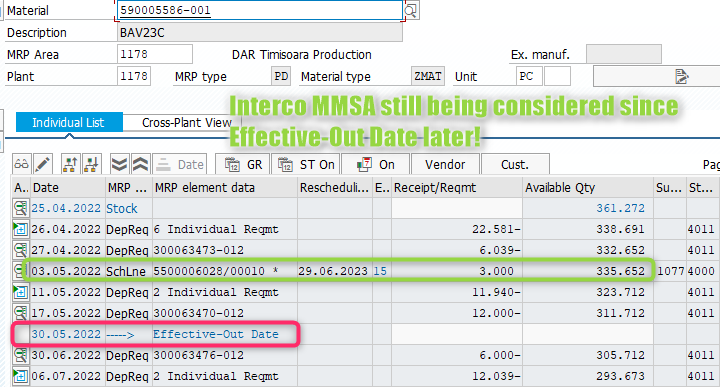 Material 590005586-001
Description BAV23C
MRP Area 1178 DAR Timisoara Production Ex. manuf.
Plant 1178 MRP type PD Material type ZMAT Unit PC
Interco MMSA still being considered since
Effective-Out-Date-later!
Individual List Cross-Plant View
Date GR ST On On Vendor Cust. Pag
A.. Date MRP ... MRP element data Rescheduli... E.. Receipt/Reqmt Available Qty Su... St...
25.04.2022 Stock 361.272
26.04.2022 DepReq 6 Individual Reqmt 22.581- 338.691 4011
27.04.2022 DepReq 300063473-012 6.039- 332.652 4011
03.05.2022 SchLne 5500006028/00010 * 29.06.2023 15 3.000 335.652 1077 4000
11.05.2022 DepReq 2 Individual Reqmt 11.940- 323.712 4011
17.05.2022 DepReq 300063470-012 12.000- 311.712 4011
30.05.2022 -----> Effective-Out Date
30.06.2022 DepReq 300063476-012 6.000- 305.712 4011
06.07.2022 DepReq 2 Individual Reqmt 12.039- 293.673 4011